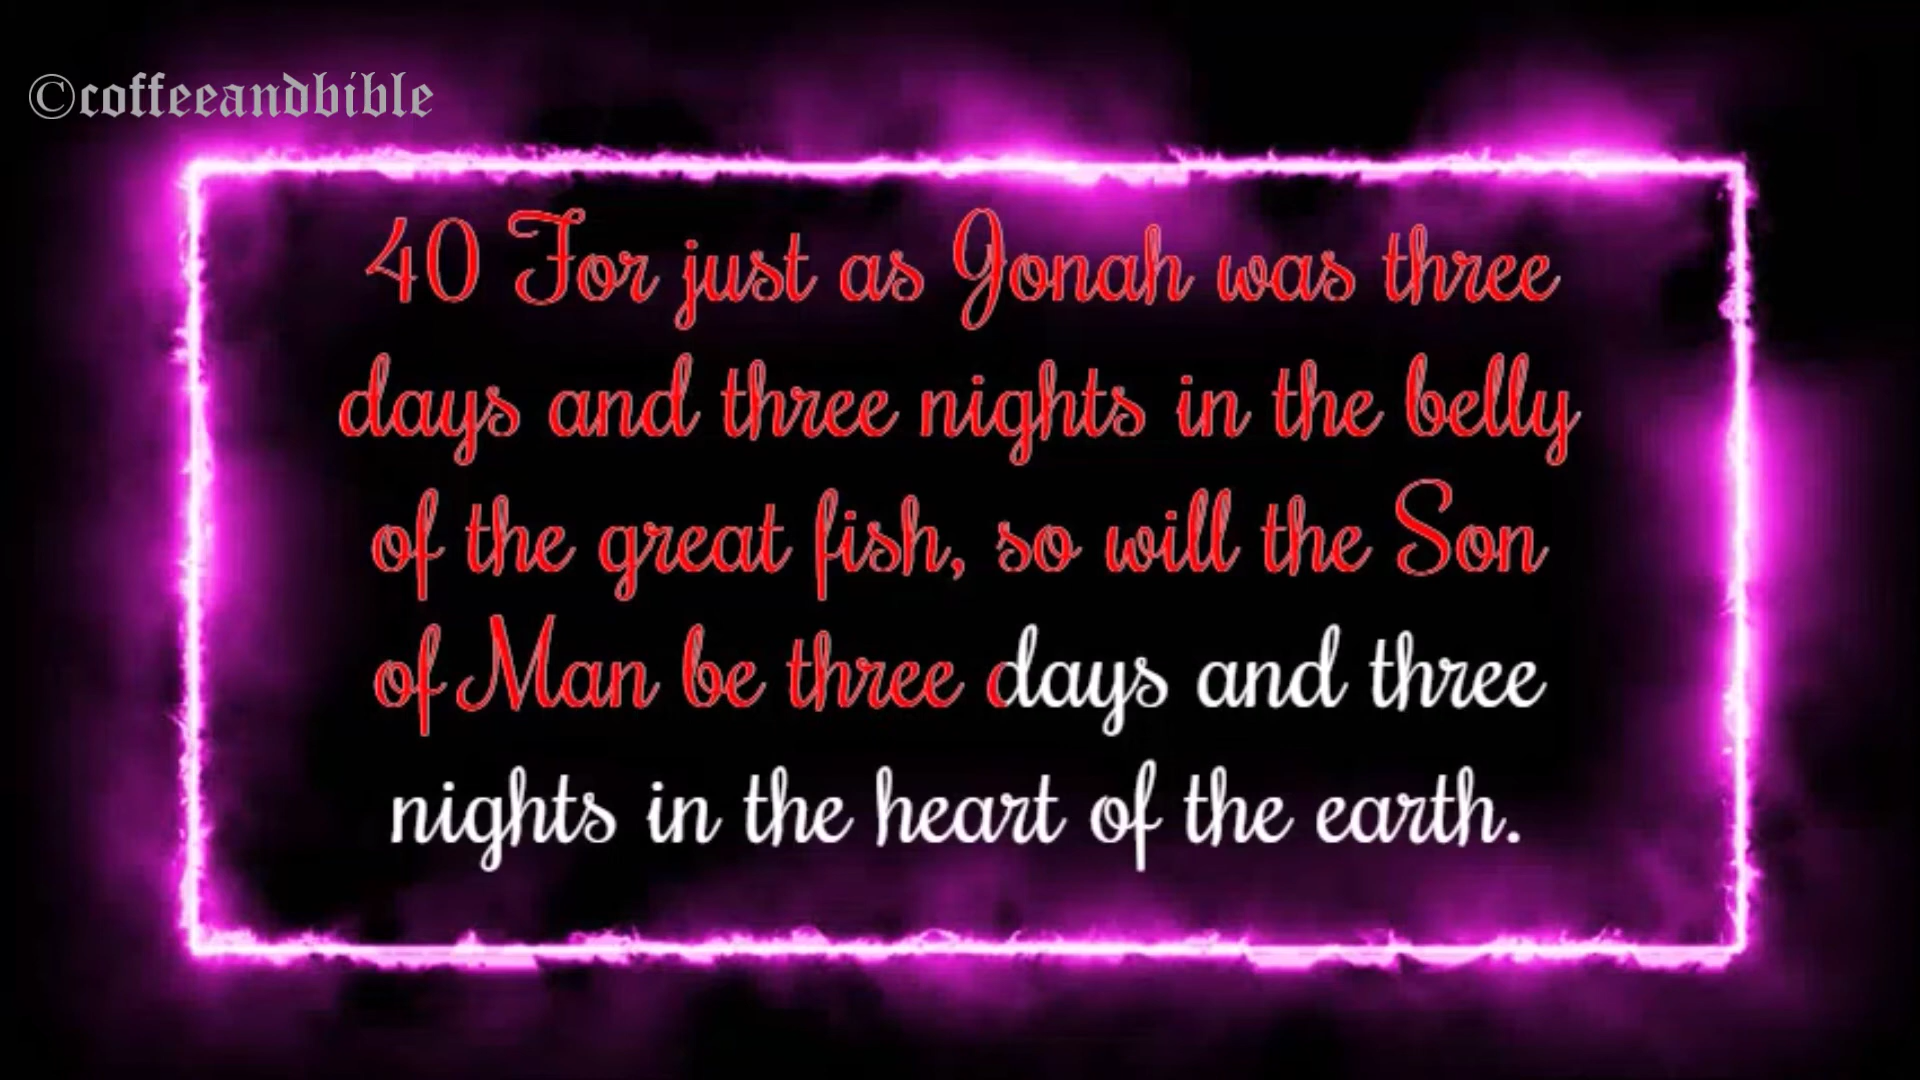 ©coffeeandbible
40 For just as Jonah was three
days and three nights in the belly
of the great fish, so will the Son
of Man be three days and three
nights in the heart of the earth.